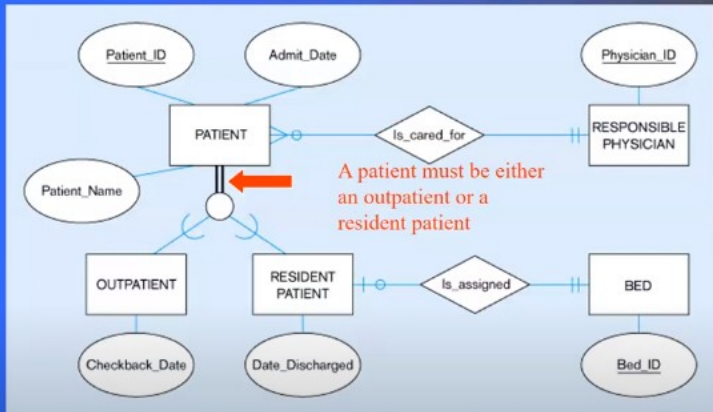 Patient_ID
Admit_Date
Physician_ID
PATIENT
Is_cared_for
RESPONSIBLE
PHYSICIAN
Patient_Name
A patient must be either
an outpatient or a
resident patient
OUTPATIENT
RESIDENT
PATIENT
Is_assigned
BED
Checkback_Date
Date_Discharged
Bed_ID